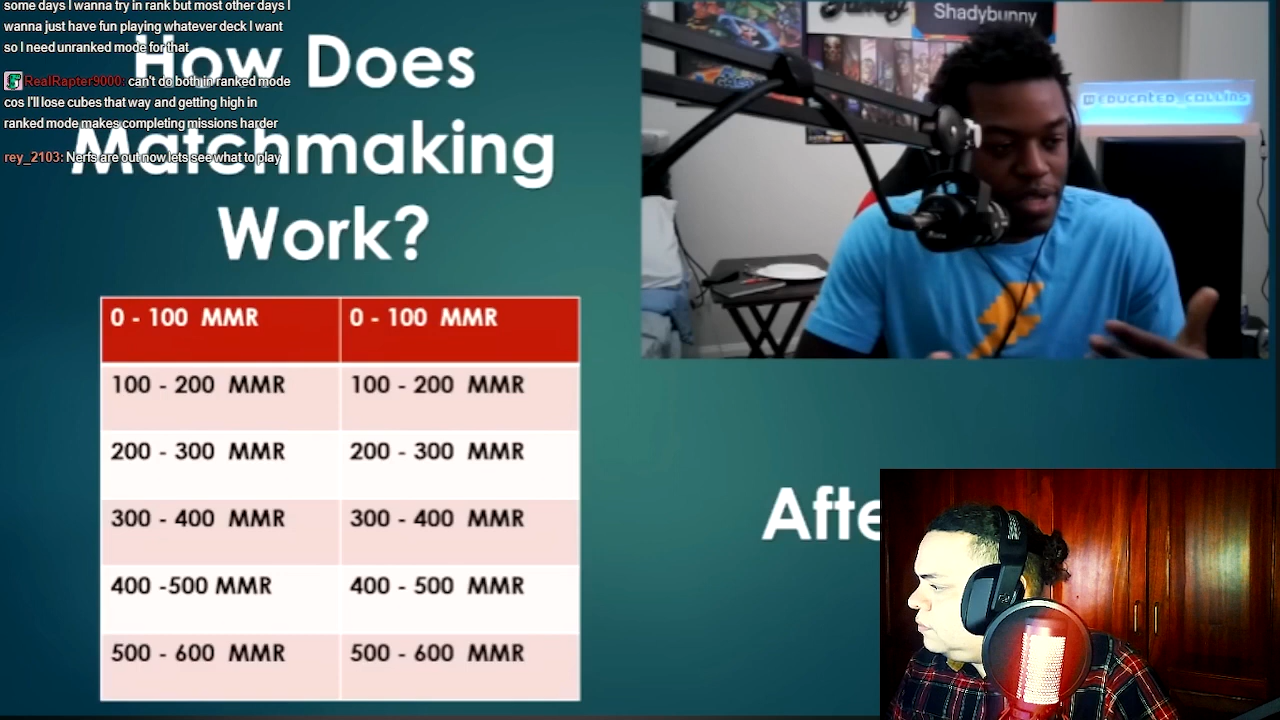 some days I wanna try in rank but most other days I
wanna just have fun playing whatever deck I want
so I need unranked mode for that
RealRapter9000: can't do both in ranked mode
cos I'll lose cubes that way and getting high in
ranked mode makes completing missions harder
rey_2103: Nerfs are out now lets see what to play
How Does
Matchmaking
Work?
0 - 100 MMR 0 - 100 MMR
100 - 200 MMR 100 - 200 MMR
200 - 300 MMR 200 - 300 MMR
300 - 400 MMR 300 - 400 MMR
400 -500 MMR 400 - 500 MMR
500 - 600 MMR 500 - 600 MMR
Shadybunny
EDUCATED_COLLINS
Afte